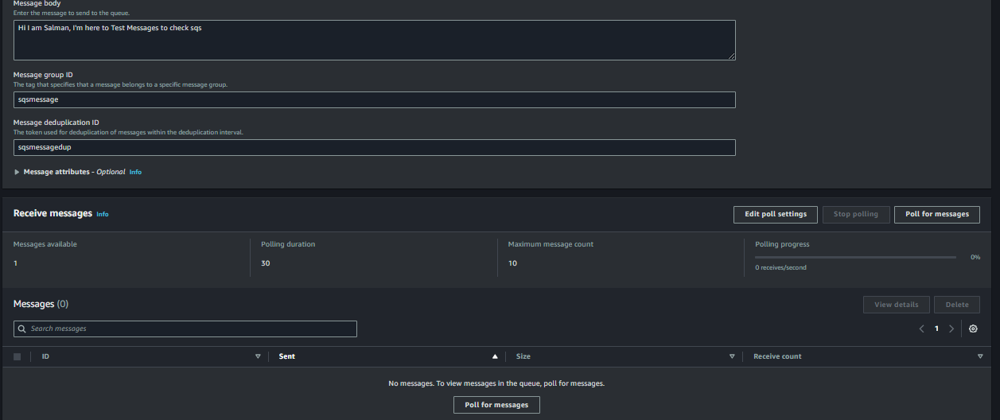 Message body
Enter the message to send to the queue.
Hi I am Salman, I'm here to Test Messages to check sqs
Message group ID
The tag that specifies that a message belongs to a specific message group.
sqsmessage
Message deduplication ID
The token used for deduplication of messages within the deduplication interval.
sqsmessagedup
Message attributes - Optional Info
Receive messages Info
Edit poll settings Stop polling Poll for messages
Messages available Polling duration Maximum message count Polling progress
1 30 10 0%
0 receives/second
Messages (0)
View details Delete
Search messages
1
ID Sent Size Receive count
No messages. To view messages in the queue, poll for messages.
Poll for messages